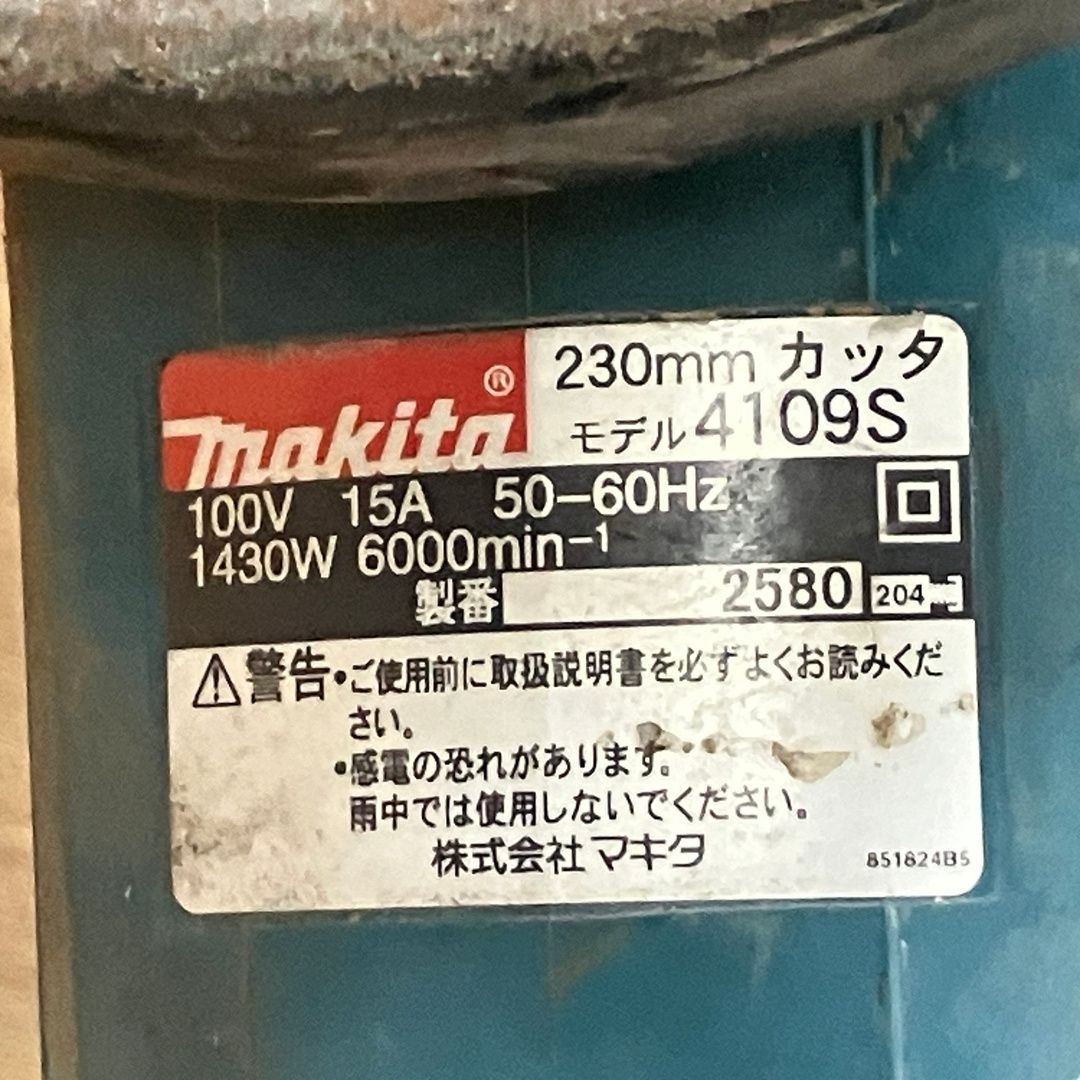 makita®
230mm カッタ
モデル 4109S
100V 15A 50-60Hz
1430W 6000min-1
製番 2580 204
⚠警告・ご使用前に取扱説明書を必ずよくお読みくだ
さい。
・感電の恐れがあります。
雨中では使用しないでください。
株式会社マキタ
851824B5